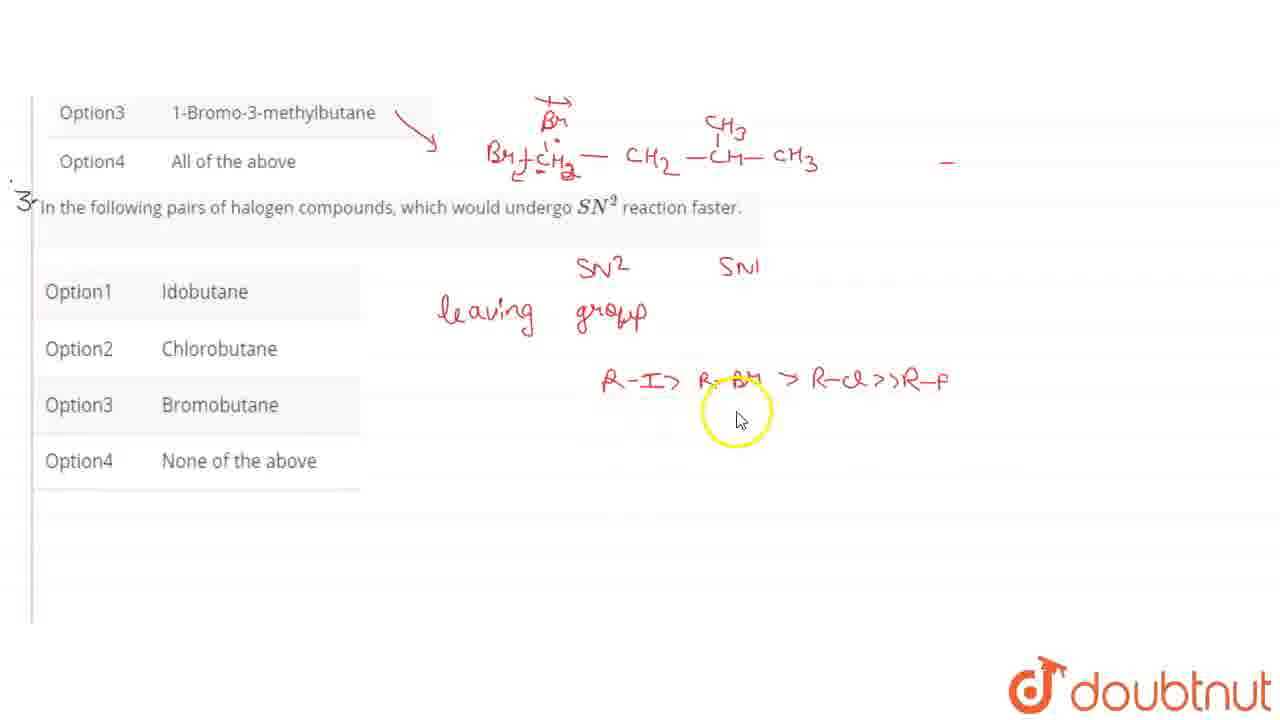 Option3 1-Bromo-3-methylbutane
Br
CH3
Br CH2 — CH2 — CH — CH3
Option4 All of the above
3. In the following pairs of halogen compounds, which would undergo SN² reaction faster.
SN2 SN1
Option1 Idobutane
leaving group
Option2 Chlorobutane
R-I > R-Br > R-Cl >> R-F
Option3 Bromobutane
Option4 None of the above
doubtnut